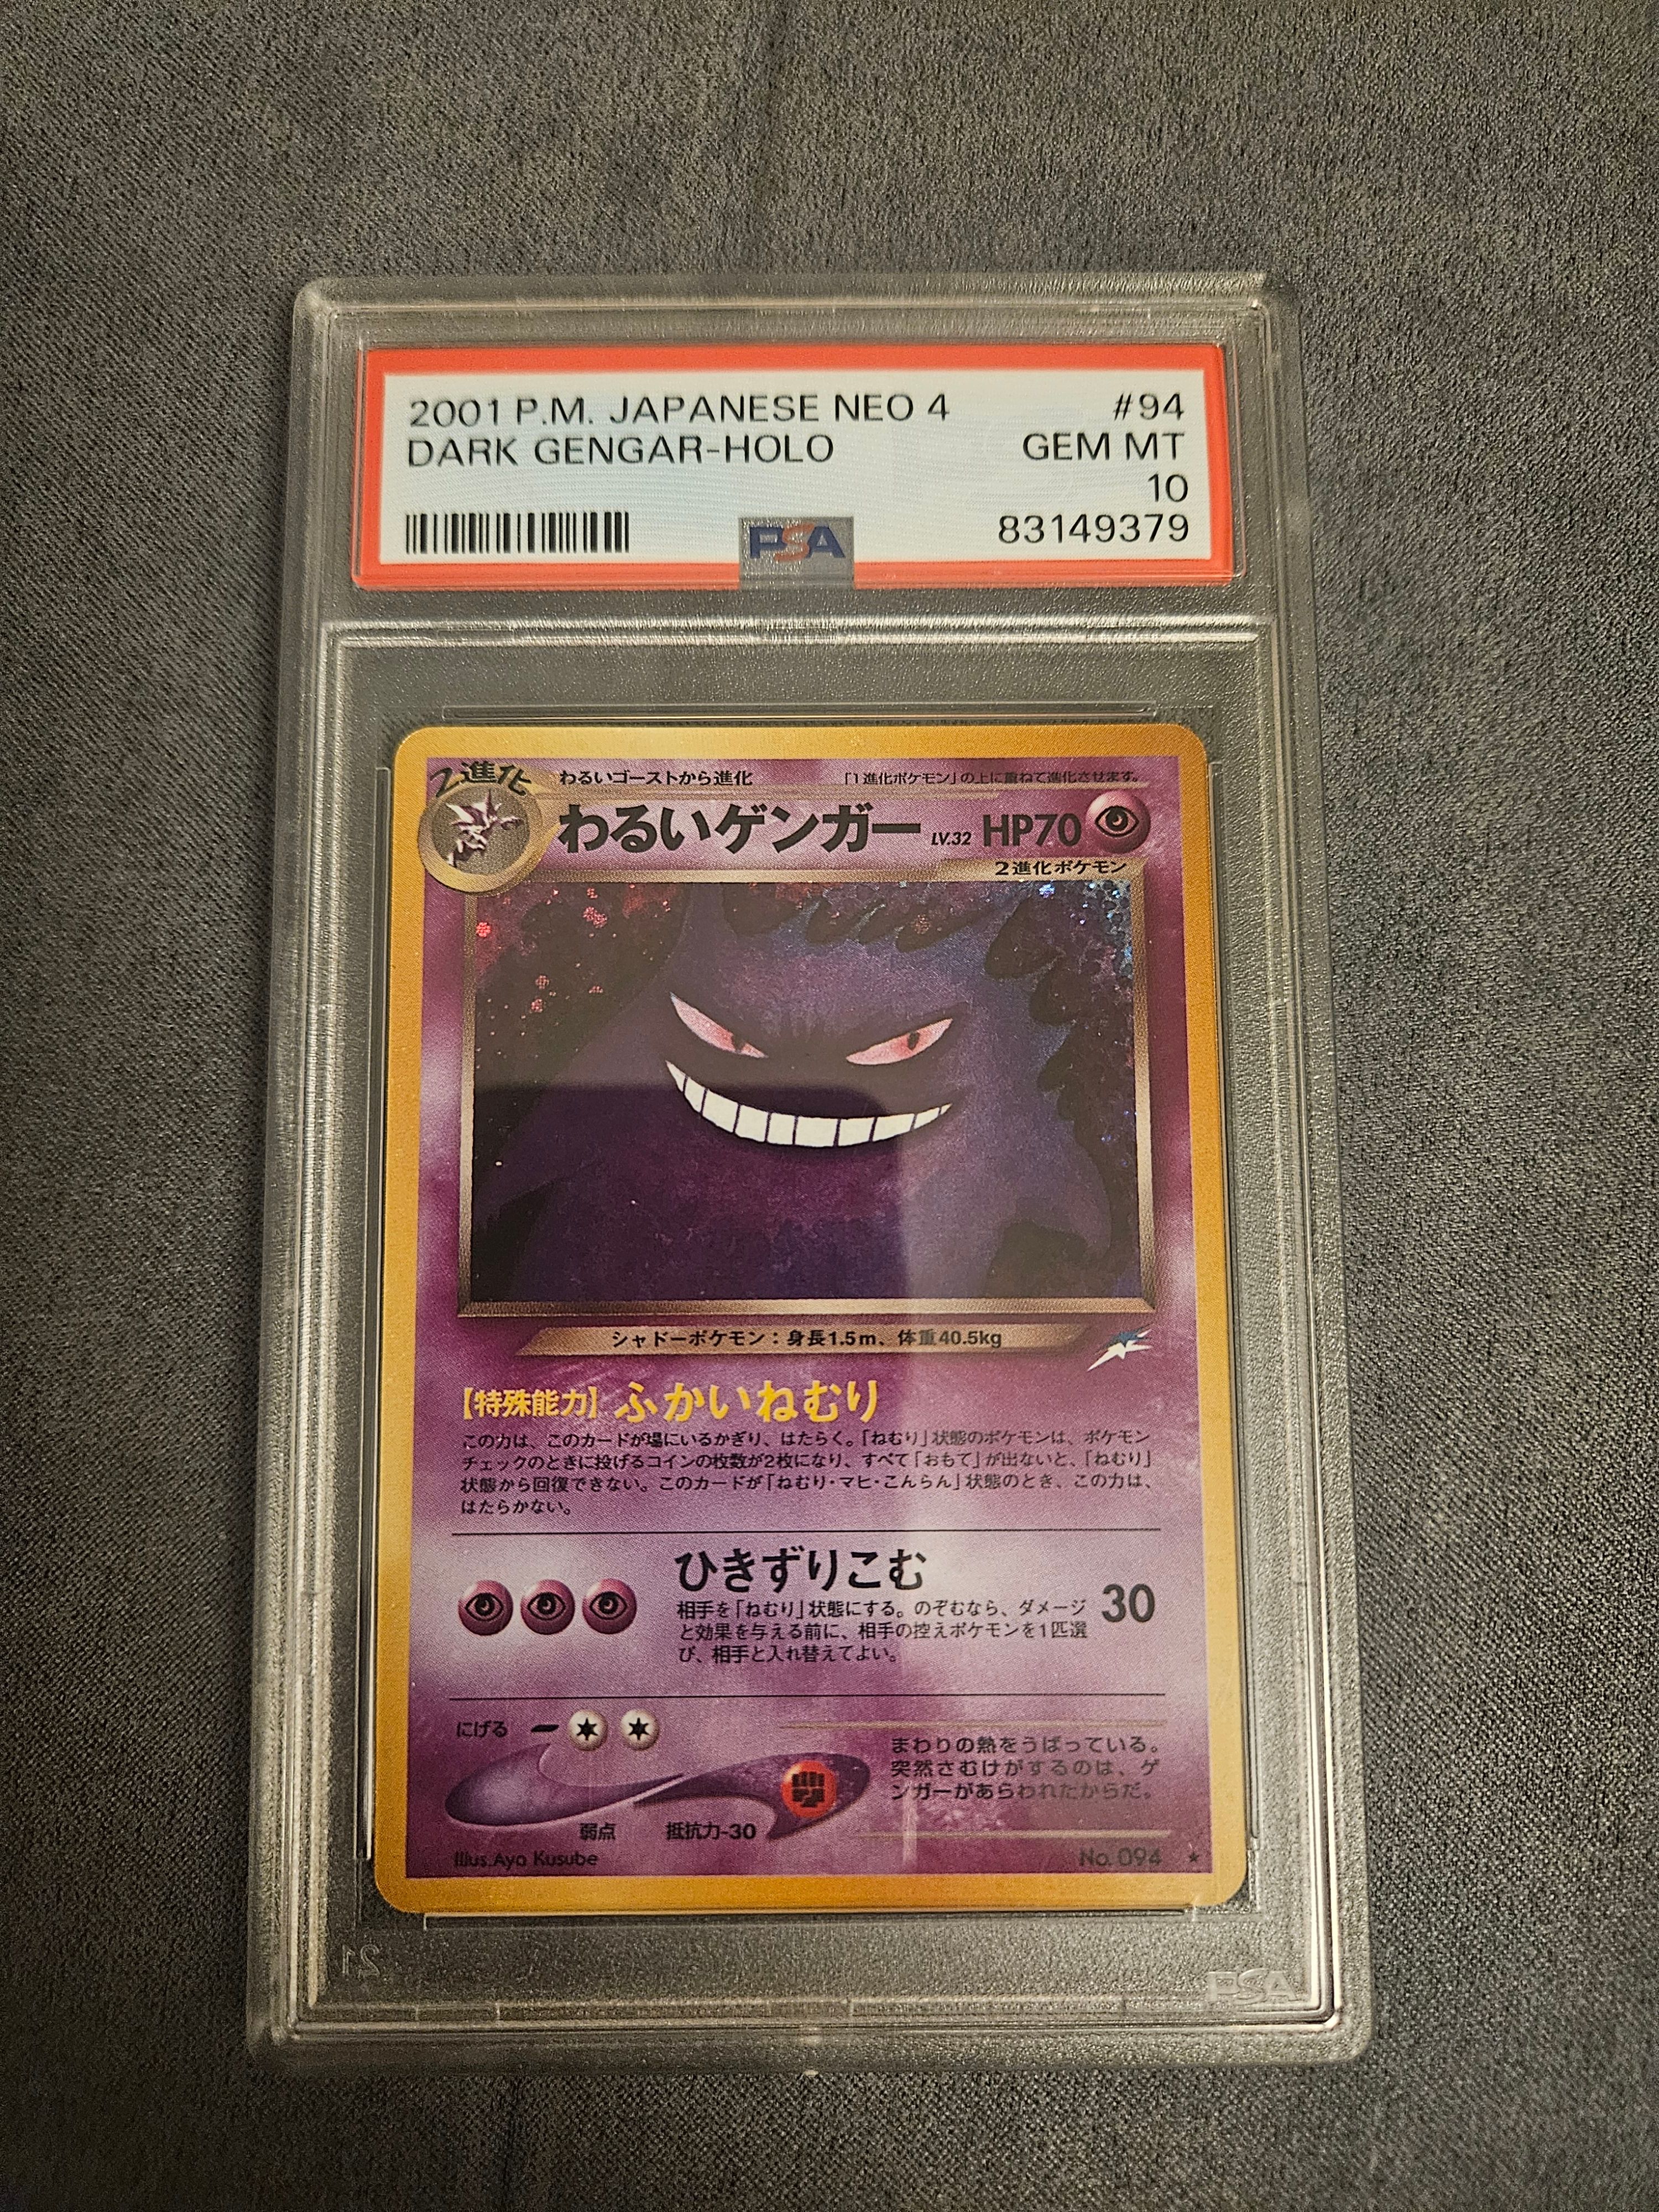 2001 P.M. JAPANESE NEO 4 #94
DARK GENGAR-HOLO GEM MT
10
PSA 83149379
2進化 わるいゴーストから進化 「1進化ポケモン」の上に重ねて進化させます。
わるいゲンガー LV.32 HP70
2進化ポケモン
シャドーポケモン：身長1.5m、体重40.5kg
【特殊能力】ふかいねむり
この力は、このカードが場にいるかぎり、はたらく。「ねむり」状態のポケモンは、ポケモン
チェックのときに投げるコインの枚数が2枚になり、すべて「おもて」が出ないと、「ねむり」
状態から回復できない。このカードが「ねむり・マヒ・こんらん」状態のとき、この力は、
はたらかない。
ひきずりこむ
相手を「ねむり」状態にする。のぞむなら、ダメージ
と効果を与える前に、相手の控えポケモンを1匹選
び、相手と入れ替えてよい。
30
にげる
弱点 抵抗力-30
まわりの熱をうばっている。
突然さむけがするのは、ゲ
ンガーがあらわれたからだ。
Illus.Aya Kusube No.094 ★
21 PSA